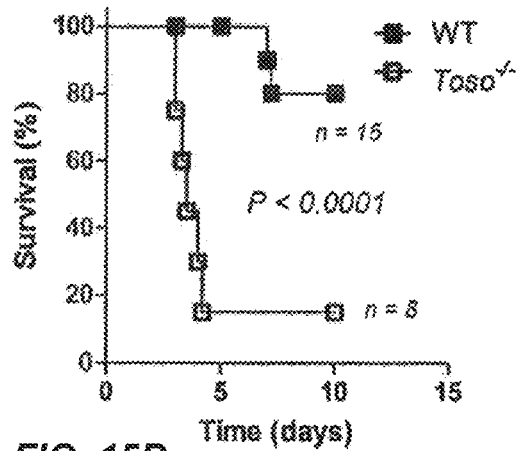 Survival (%)
100
80
60
40
20
0
0 5 10 15
Time (days)
WT
Toso-/-
n = 15
P < 0.0001
n = 8
FIG. 15B